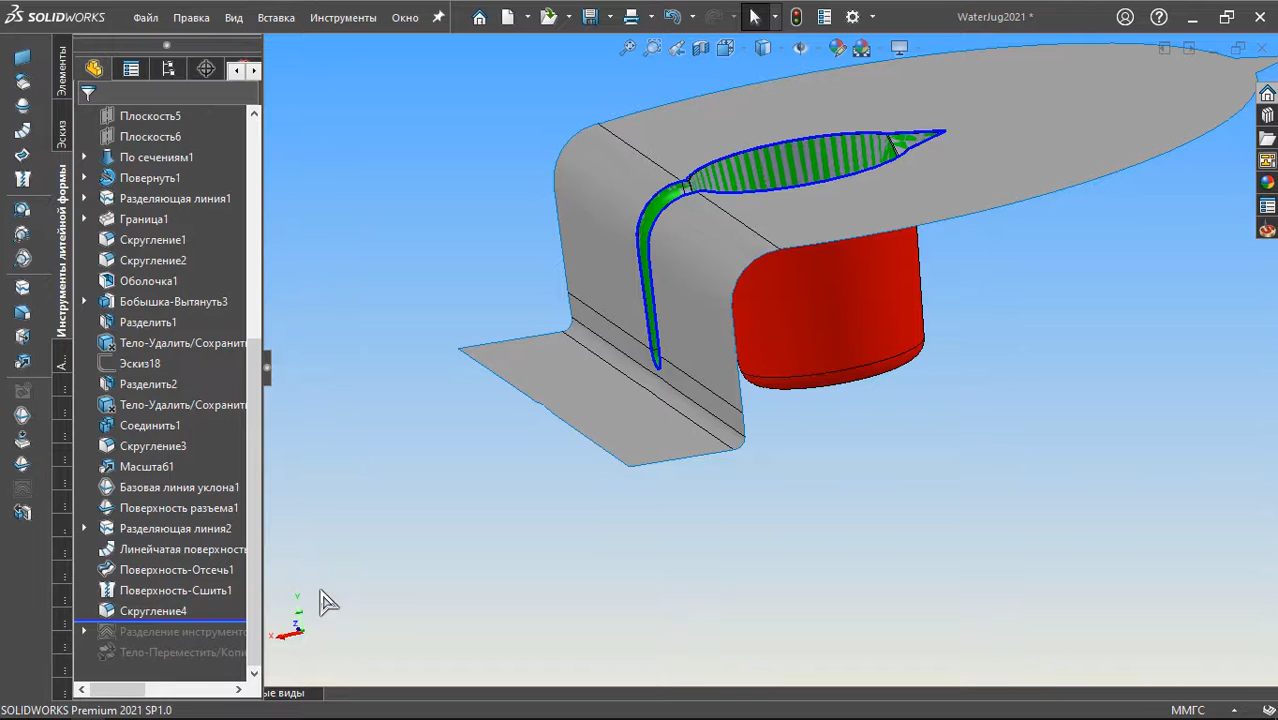 SOLIDWORKS
Файл Правка Вид Вставка Инструменты Окно
WaterJug2021 *
Элементы
Эскиз
Инструменты литейной формы
А...
Плоскость5
Плоскость6
По сечениям1
Повернуть1
Разделяющая линия1
Граница1
Скругление1
Скругление2
Оболочка1
Бобышка-Вытянуть3
Разделить1
Тело-Удалить/Сохранит
Эскиз18
Разделить2
Тело-Удалить/Сохранит
Соединить1
Скругление3
Масштаб1
Базовая линия уклона1
Поверхность разъема1
Разделяющая линия2
Линейчатая поверхность
Поверхность-Отсечь1
Поверхность-Сшить1
Скругление4
Разделение инструменто
Тело-Переместить/Копи
Y
Z
X
ые виды
SOLIDWORKS Premium 2021 SP1.0
ММГС